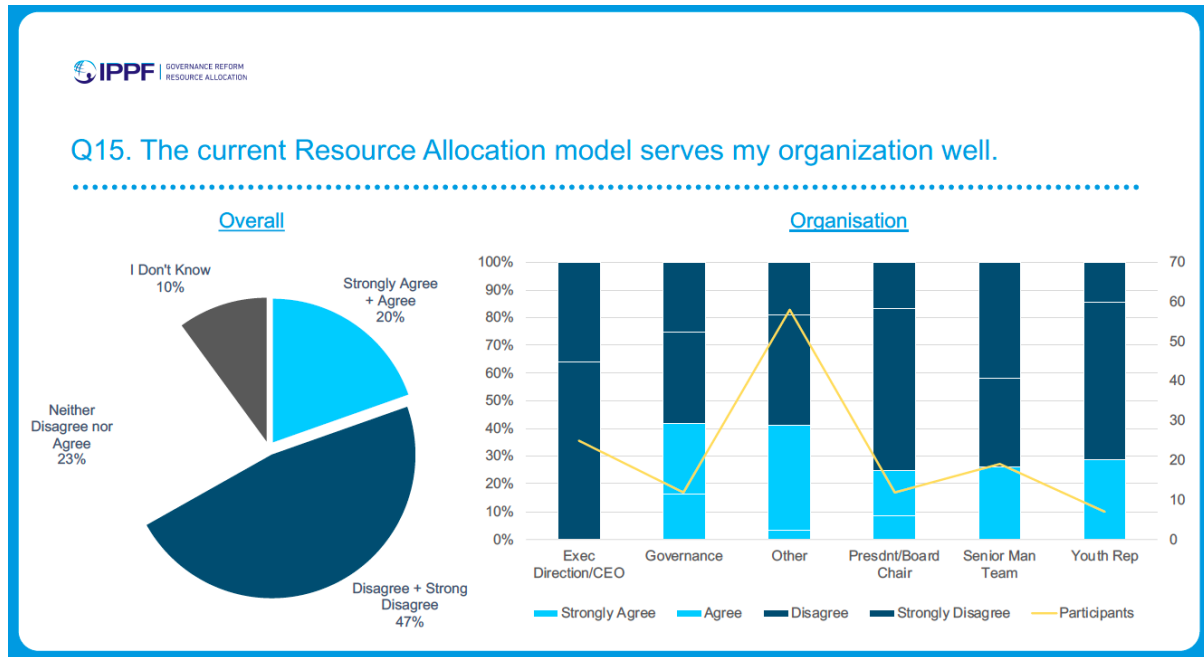 IPPF
GOVERNANCE REFORM
RESOURCE ALLOCATION
Q15. The current Resource Allocation model serves my organization well.
Overall
I Don't Know
10%
Strongly Agree
+ Agree
20%
Neither
Disagree nor
Agree
23%
Disagree + Strong
Disagree
47%
Organisation
100%
90%
80%
70%
60%
50%
40%
30%
20%
10%
0%
70
60
50
40
30
20
10
0
Exec
Direction/CEO
Governance
Other
Presdnt/Board
Chair
Senior Man
Team
Youth Rep
Strongly Agree
Agree
Disagree
Strongly Disagree
Participants